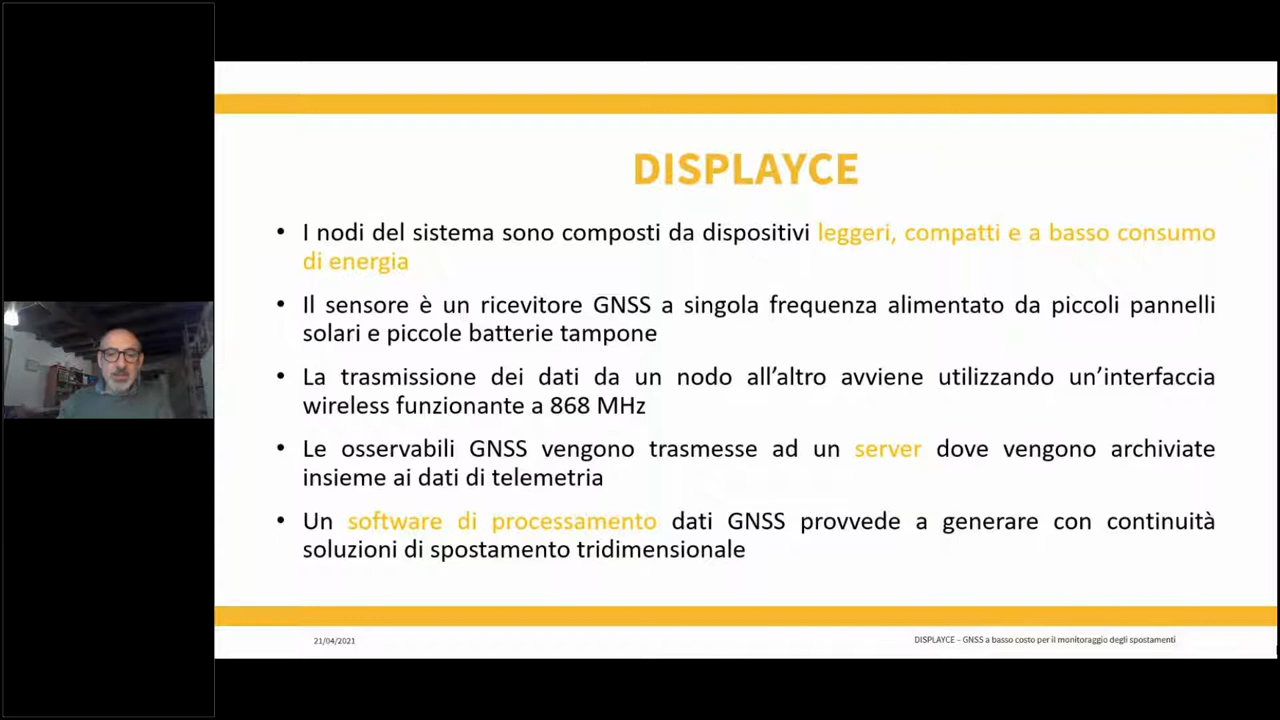 DISPLAYCE
• I nodi del sistema sono composti da dispositivi leggeri, compatti e a basso consumo
di energia
• Il sensore è un ricevitore GNSS a singola frequenza alimentato da piccoli pannelli
solari e piccole batterie tampone
• La trasmissione dei dati da un nodo all’altro avviene utilizzando un’interfaccia
wireless funzionante a 868 MHz
• Le osservabili GNSS vengono trasmesse ad un server dove vengono archiviate
insieme ai dati di telemetria
• Un software di processamento dati GNSS provvede a generare con continuità
soluzioni di spostamento tridimensionale
21/04/2021
DISPLAYCE – GNSS a basso costo per il monitoraggio degli spostamenti